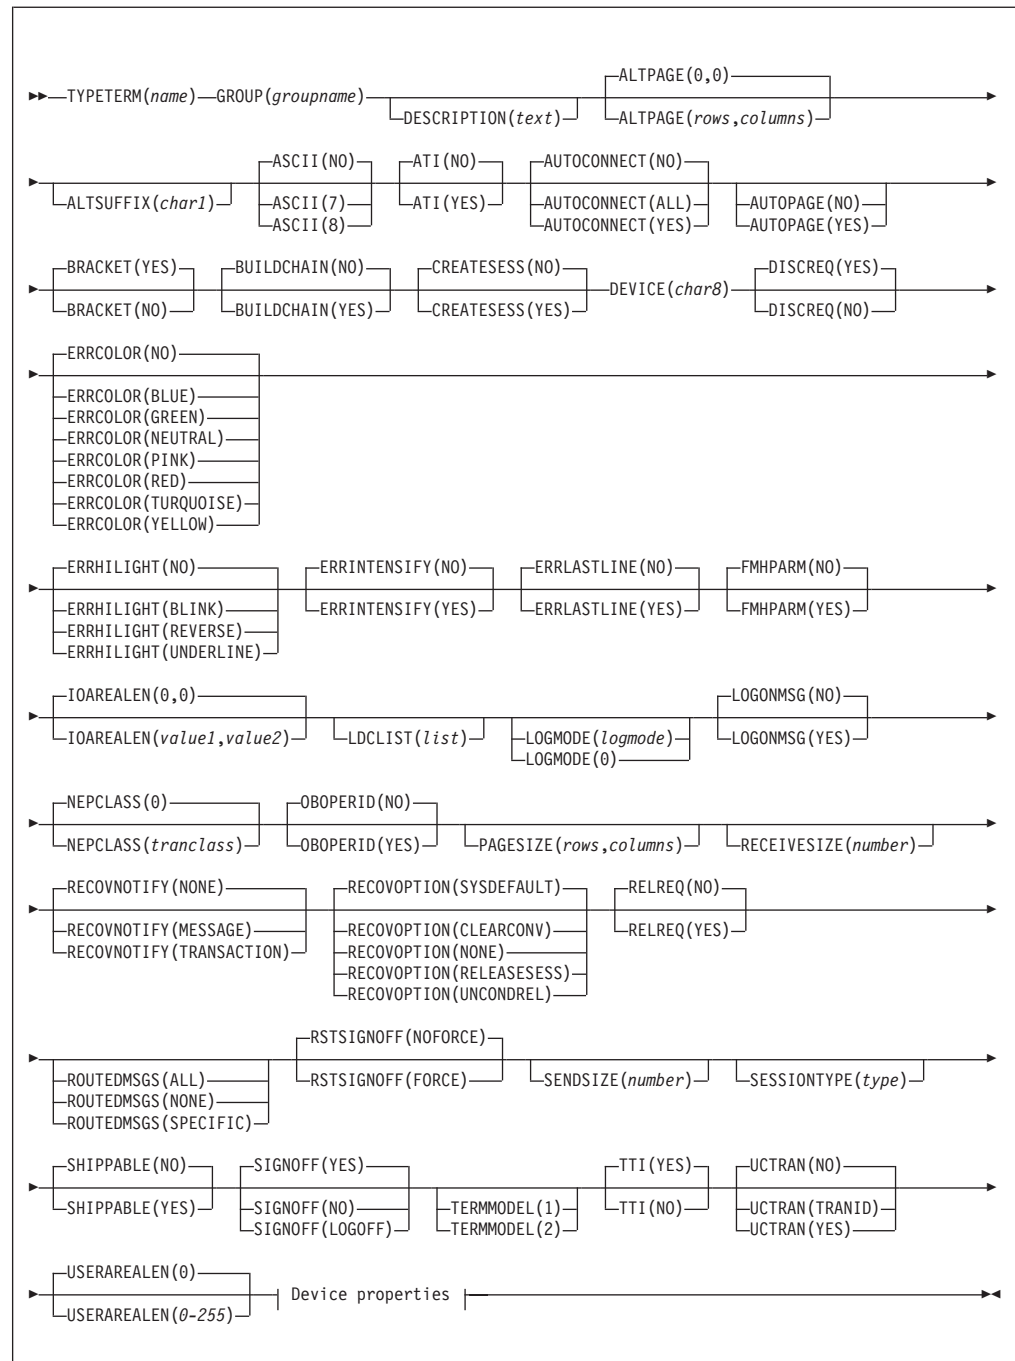 ALTPAGE(0,0)
TYPETERM(name) GROUP(groupname)
DESCRIPTION(text) ALTPAGE(rows,columns)
ASCII(NO) ATI(NO) AUTOCONNECT(NO)
ALTSUFFIX(char1) ASCII(7) ATI(YES) AUTOCONNECT(ALL) AUTOPAGE(NO)
ASCII(8) AUTOCONNECT(YES) AUTOPAGE(YES)
BRACKET(YES) BUILDCHAIN(NO) CREATESESS(NO) DISCREQ(YES)
DEVICE(char8)
BRACKET(NO) BUILDCHAIN(YES) CREATESESS(YES) DISCREQ(NO)
ERRCOLOR(NO)
ERRCOLOR(BLUE)
ERRCOLOR(GREEN)
ERRCOLOR(NEUTRAL)
ERRCOLOR(PINK)
ERRCOLOR(RED)
ERRCOLOR(TURQUOISE)
ERRCOLOR(YELLOW)
ERRHILIGHT(NO) ERRINTENSIFY(NO) ERRLASTLINE(NO) FMHPARM(NO)
ERRHILIGHT(BLINK) ERRINTENSIFY(YES) ERRLASTLINE(YES) FMHPARM(YES)
ERRHILIGHT(REVERSE)
ERRHILIGHT(UNDERLINE)
IOAREALEN(0,0) LOGONMSG(NO)
IOAREALEN(value1,value2) LDCLIST(list) LOGMODE(logmode) LOGONMSG(YES)
LOGMODE(0)
NEPCLASS(0) OBOPERID(NO)
NEPCLASS(tranclass) OBOPERID(YES) PAGESIZE(rows,columns) RECEIVESIZE(number)
RECOVNOTIFY(NONE) RECOVOPTION(SYSDEFAULT) RELREQ(NO)
RECOVNOTIFY(MESSAGE) RECOVOPTION(CLEARCONV) RELREQ(YES)
RECOVNOTIFY(TRANSACTION) RECOVOPTION(NONE)
RECOVOPTION(RELEASESESS)
RECOVOPTION(UNCONDREL)
RSTSIGNOFF(NOFORCE)
ROUTEDMSGS(ALL) RSTSIGNOFF(FORCE) SENDSIZE(number) SESSIONTYPE(type)
ROUTEDMSGS(NONE)
ROUTEDMSGS(SPECIFIC)
SHIPPABLE(NO) SIGNOFF(YES) TTI(YES) UCTRAN(NO)
SHIPPABLE(YES) SIGNOFF(NO) TERMMODEL(1) TTI(NO) UCTRAN(TRANID)
SIGNOFF(LOGOFF) TERMMODEL(2) UCTRAN(YES)
USERAREALEN(0)
Device properties
USERAREALEN(0-255)